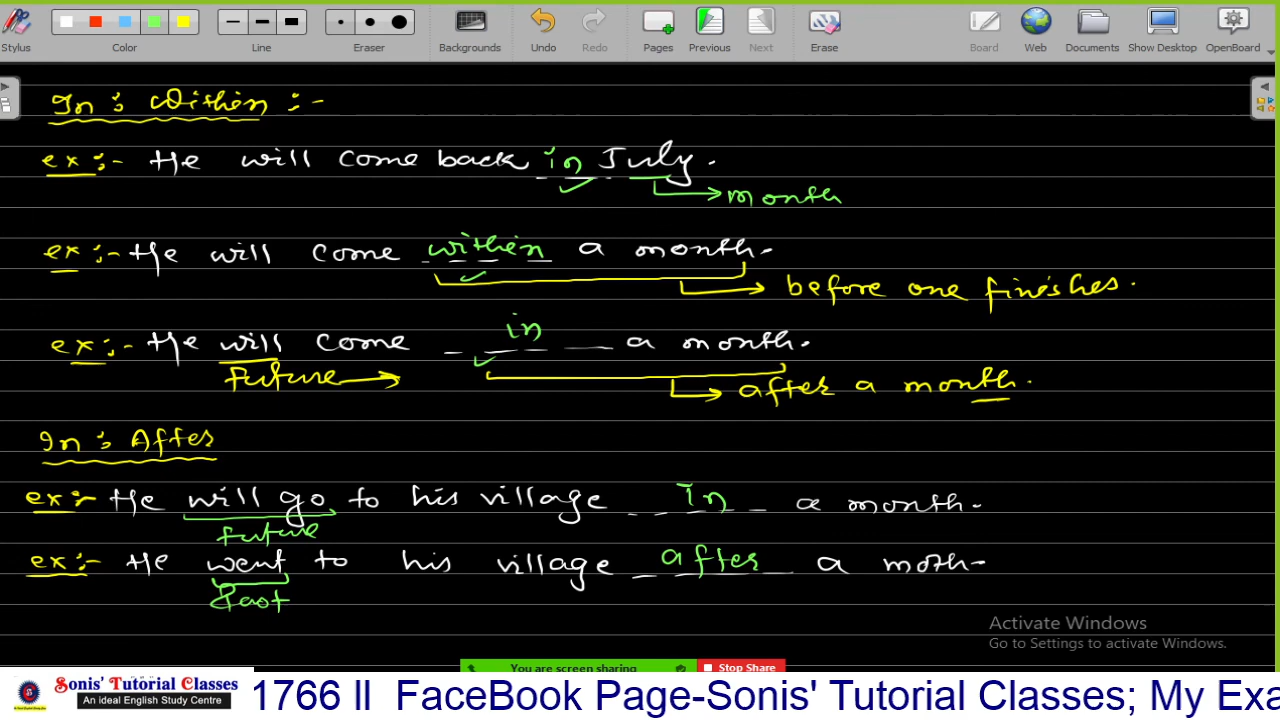 Stylus Color Line Eraser Backgrounds Undo Redo Pages Previous Next Erase Board Web Documents Show Desktop OpenBoard
In : Within :-
ex :- He will come back in July.
month
ex :- He will come within a month.
before one finishes.
ex :- He will come in a month.
future
after a month.
In : After
ex :- He will go to his village in a month.
future
ex :- He went to his village after a moth.
Past
Activate Windows
Go to Settings to activate Windows.
You are screen sharing Stop Share
Sonis' Tutorial Classes
An ideal English Study Centre
1766 ll FaceBook Page-Sonis' Tutorial Classes; My Exa